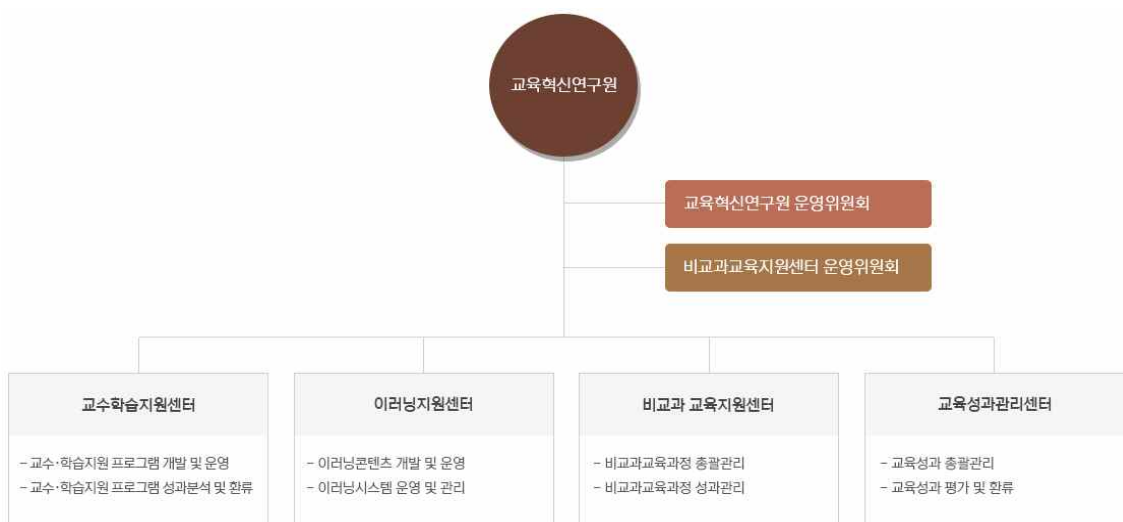 교육혁신연구원
교육혁신연구원 운영위원회
비교과교육지원센터 운영위원회
교수학습지원센터
- 교수·학습지원 프로그램 개발 및 운영
- 교수·학습지원 프로그램 성과분석 및 환류
이러닝지원센터
- 이러닝콘텐츠 개발 및 운영
- 이러닝시스템 운영 및 관리
비교과 교육지원센터
- 비교과교육과정 총괄관리
- 비교과교육과정 성과관리
교육성과관리센터
- 교육성과 총괄관리
- 교육성과 평가 및 환류